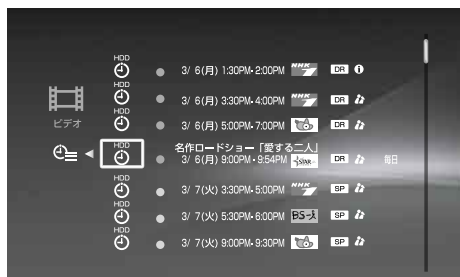 HDD 3/ 6(月) 1:30PM-2:00PM NHK DR
HDD 3/ 6(月) 3:30PM-4:00PM NHK DR
ビデオ
HDD 3/ 6(月) 5:00PM-7:00PM DR
名作ロードショー「愛する二人」
HDD 3/ 6(月) 9:00PM-9:54PM STAR DR 毎日
HDD 3/ 7(火) 3:30PM-5:00PM NHK SP
HDD 3/ 7(火) 5:30PM-6:00PM BS-i SP
HDD 3/ 7(火) 9:00PM-9:30PM SP